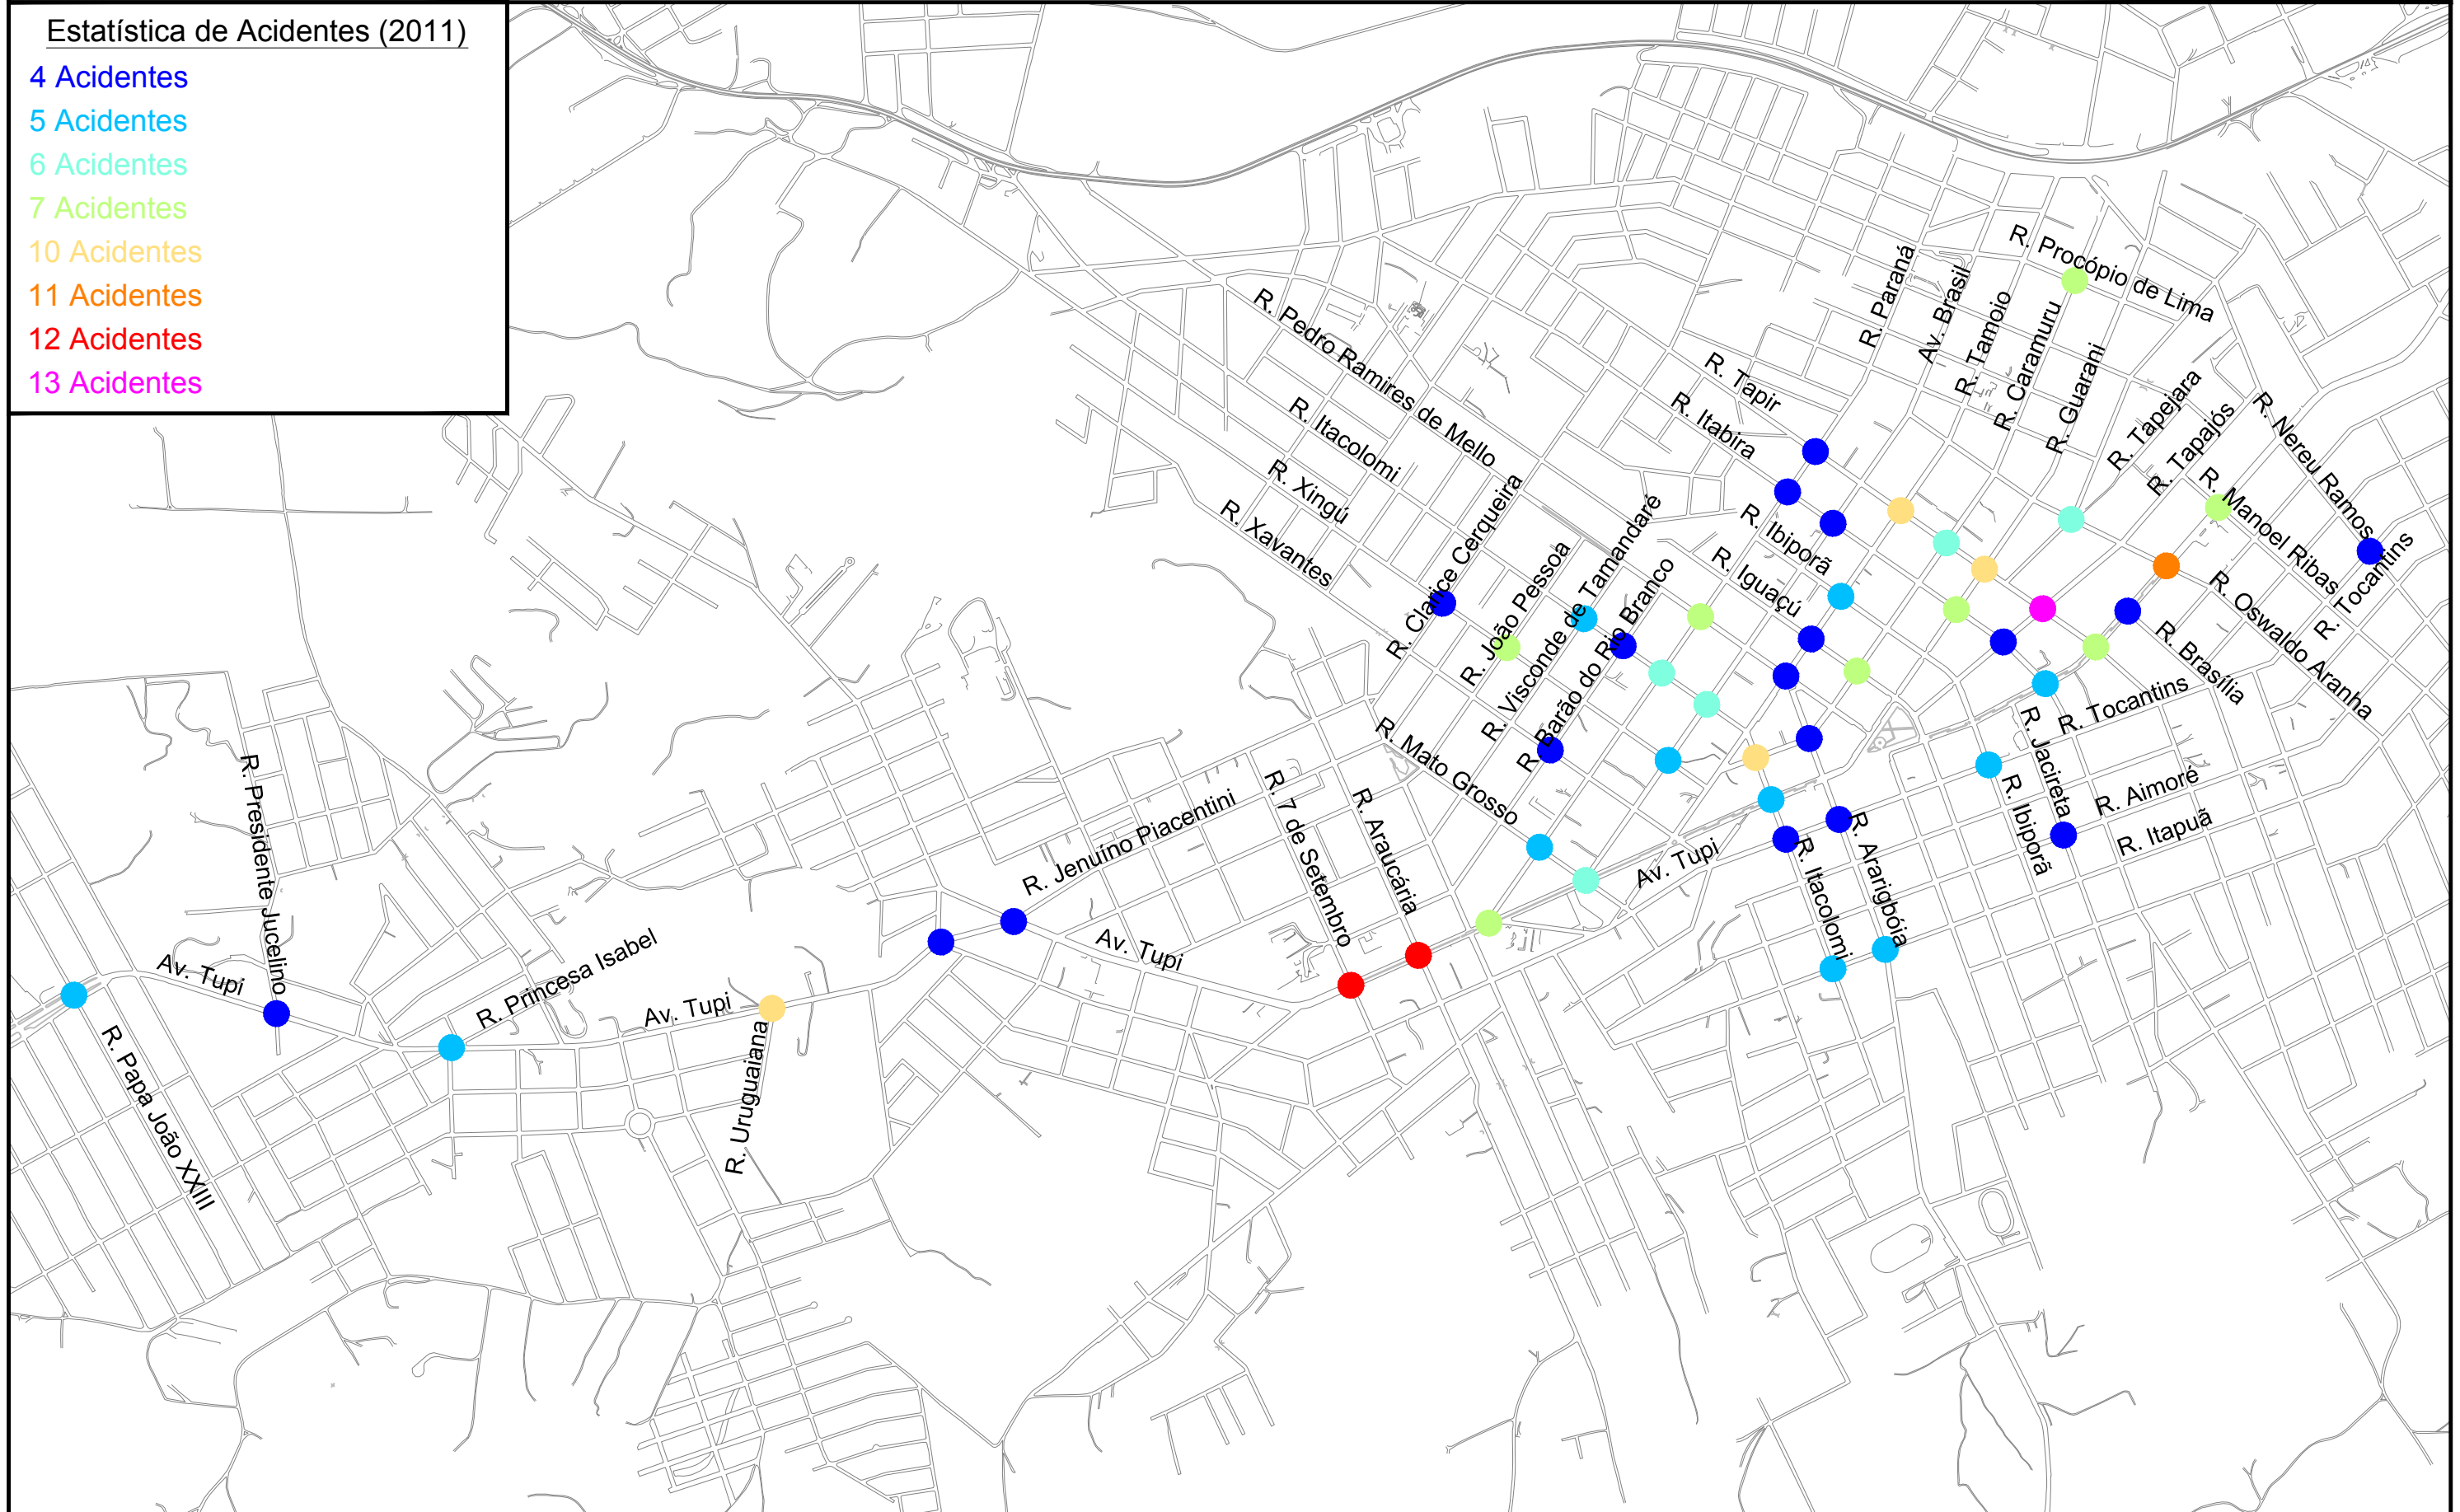 Estatística de Acidentes (2011)
4 Acidentes
5 Acidentes
6 Acidentes
7 Acidentes
10 Acidentes
11 Acidentes
12 Acidentes
13 Acidentes
R. Procópio de Lima
R. Paraná
Av. Brasil
R. Tamoio
R. Caramuru
R. Guarani
R. Tapejara
R. Tapajós
R. Nereu Ramos
R. Manoel Ribas
R. Tocantins
R. Oswaldo Aranha
R. Brasília
R. Pedro Ramires de Mello
R. Tapir
R. Itabira
R. Itacolomi
R. Xingú
R. Xavantes
R. Clarice Cerqueira
R. João Pessoa
R. Visconde de Tamandaré
R. Barão do Rio Branco
R. Ibiporã
R. Iguaçú
R. Mato Grosso
R. Tocantins
R. Jacireta
R. Aimoré
R. Ibiporã
R. Itapuã
R. Presidente Jucelino
R. Jenuíno Piacentini
R. 7 de Setembro
R. Araucária
Av. Tupi
R. Itacolomi
R. Ararigbóia
Av. Tupi
R. Princesa Isabel
Av. Tupi
Av. Tupi
R. Papa João XXIII
R. Uruguaiana